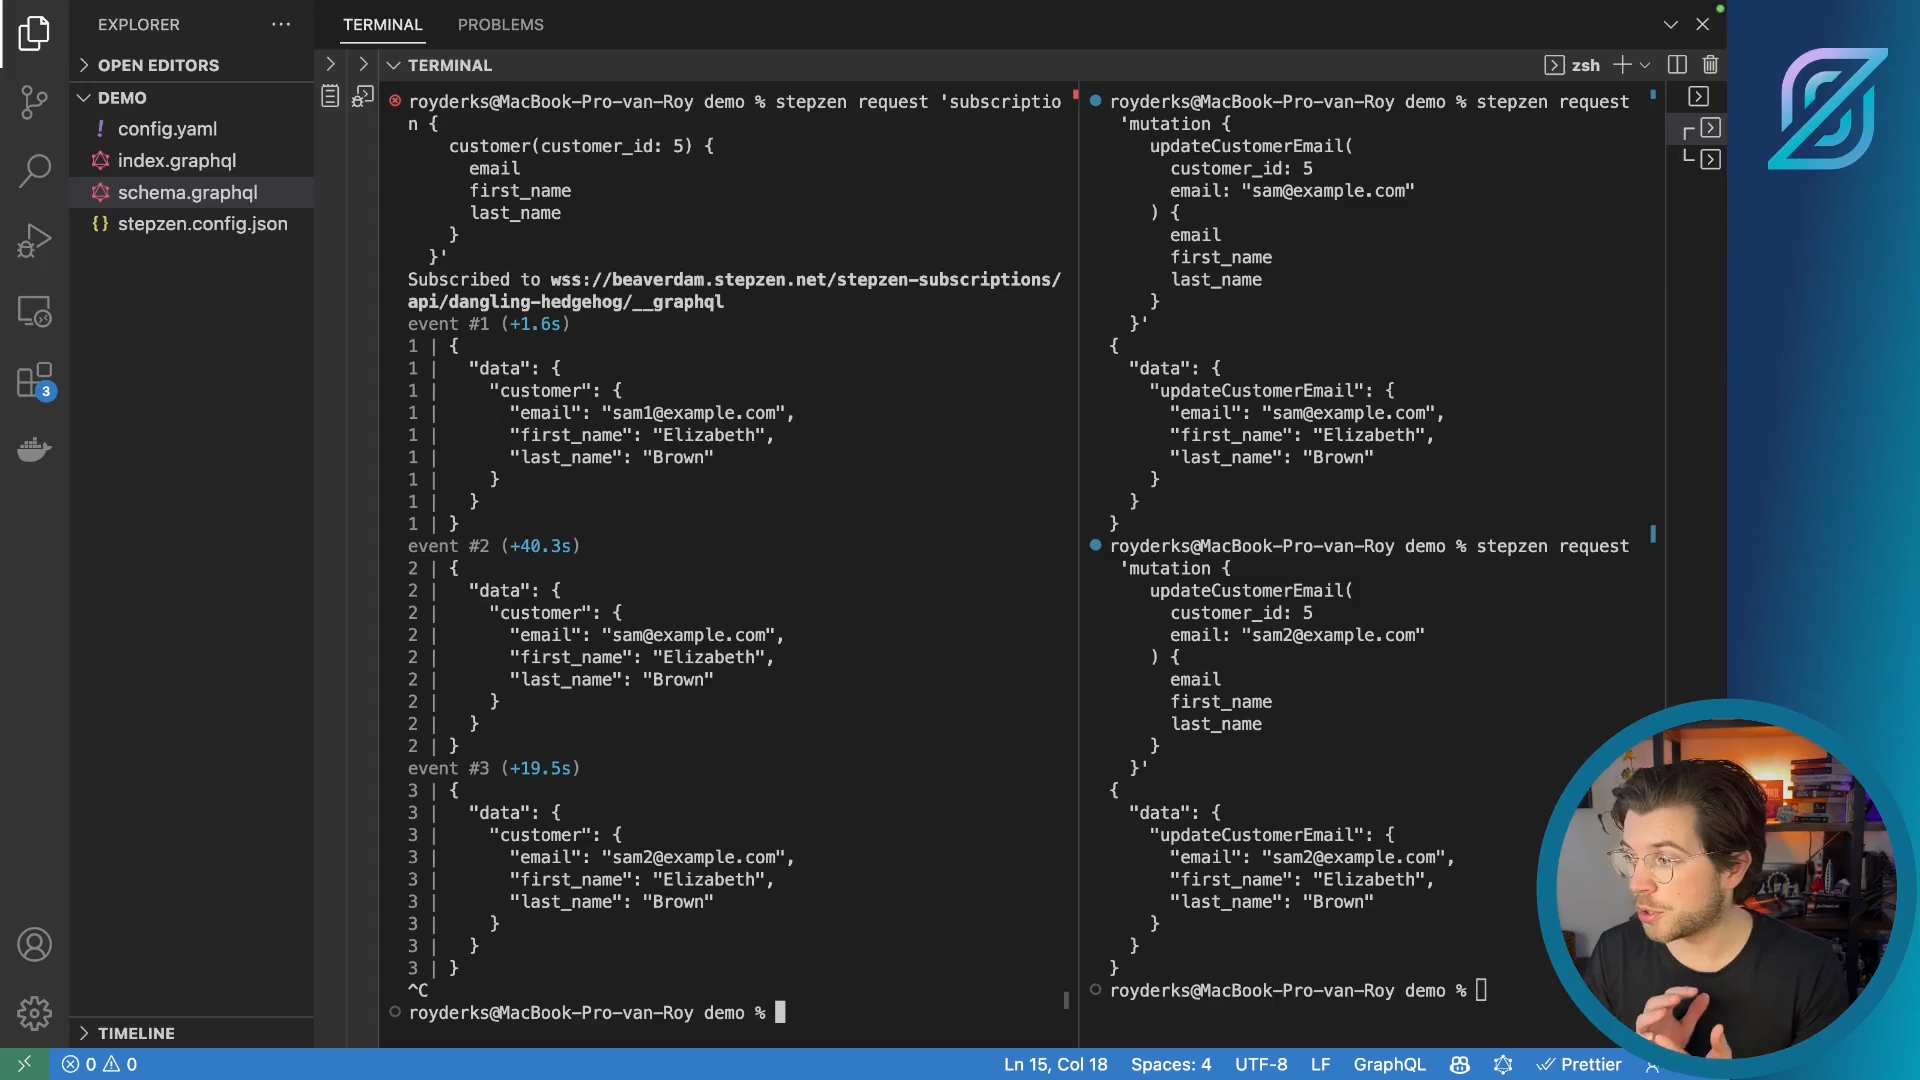 EXPLORER
OPEN EDITORS
DEMO
! config.yaml
index.graphql
schema.graphql
{} stepzen.config.json
3
TIMELINE
TERMINAL
PROBLEMS
TERMINAL
zsh
royderks@MacBook-Pro-van-Roy demo % stepzen request 'subscriptio
n {
customer(customer_id: 5) {
email
first_name
last_name
}
}'
Subscribed to wss://beaverdam.stepzen.net/stepzen-subscriptions/
api/dangling-hedgehog/__graphql
event #1 (+1.6s)
1 | {
1 | "data": {
1 | "customer": {
1 | "email": "sam1@example.com",
1 | "first_name": "Elizabeth",
1 | "last_name": "Brown"
1 | }
1 | }
1 | }
event #2 (+40.3s)
2 | {
2 | "data": {
2 | "customer": {
2 | "email": "sam@example.com",
2 | "first_name": "Elizabeth",
2 | "last_name": "Brown"
2 | }
2 | }
2 | }
event #3 (+19.5s)
3 | {
3 | "data": {
3 | "customer": {
3 | "email": "sam2@example.com",
3 | "first_name": "Elizabeth",
3 | "last_name": "Brown"
3 | }
3 | }
3 | }
^C
royderks@MacBook-Pro-van-Roy demo %
royderks@MacBook-Pro-van-Roy demo % stepzen request
'mutation {
updateCustomerEmail(
customer_id: 5
email: "sam@example.com"
) {
email
first_name
last_name
}
}'
{
"data": {
"updateCustomerEmail": {
"email": "sam@example.com",
"first_name": "Elizabeth",
"last_name": "Brown"
}
}
}
royderks@MacBook-Pro-van-Roy demo % stepzen request
'mutation {
updateCustomerEmail(
customer_id: 5
email: "sam2@example.com"
) {
email
first_name
last_name
}
}'
{
"data": {
"updateCustomerEmail": {
"email": "sam2@example.com",
"first_name": "Elizabeth",
"last_name": "Brown"
}
}
}
royderks@MacBook-Pro-van-Roy demo %
0 0
Ln 15, Col 18 Spaces: 4 UTF-8 LF GraphQL Prettier